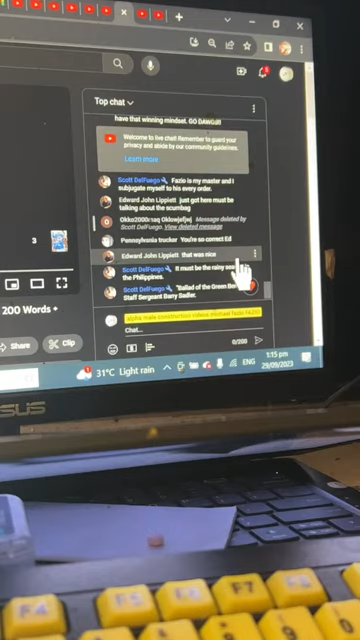 Top chat
have that winning mindset. GO DAWGs!!!
Welcome to live chat! Remember to guard your
privacy and abide by our community guidelines.
Learn more
Scott DelFuego Fazio is my master and I
subjugate myself to his every order.
Edward John Lippiett just got here must be
talking about the scumbag
Message deleted by
Scott DelFuego. View deleted message
Pennsylvania trucker You're so correct Ed
Edward John Lippiett that was nice
Scott DelFuego It must be the rainy
the Philippines.
Scott DelFuego "Ballad of the Green
Staff Sergeant Barry Sadler.
alpha male construction videos michael fazio
Chat...
0/200
3
200 Words +
Share
Clip
31°C Light rain
ENG
1:15 pm
29/09/2023
ASUS
F4
F5
F6
F7
F8